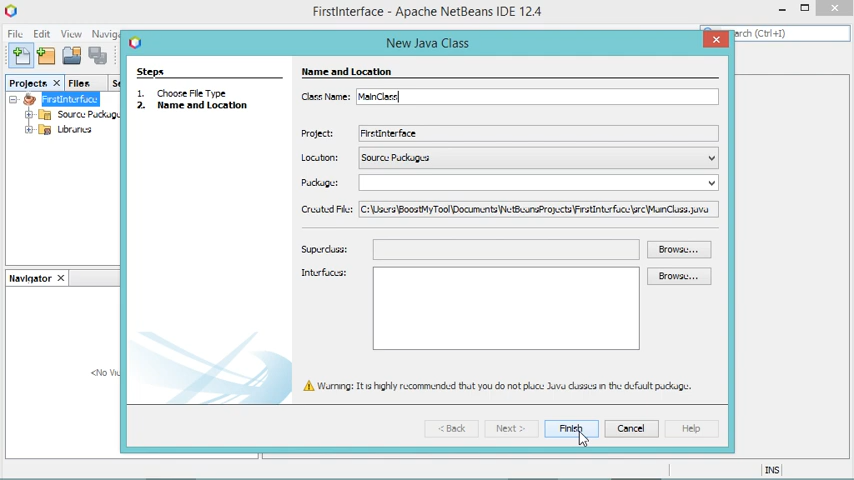 FirstInterface - Apache NetBeans IDE 12.4
File Edit View
arch (Ctrl+I)
New Java Class
Projects Files
FirstInterface
Libraries
Navigator
<No
Steps
1. Choose File Type
2. Name and Location
Name and Location
Class Name: MainClass
Project: FirstInterface
Location: Source Packages
Package:
Created File: C:\Users\BoostMyTool\Documents\NetBeansProjects\FirstInterface\src\MainClass.java
Superclass: Browse...
Interfaces: Browse...
Warning: It is highly recommended that you do not place Java classes in the default package.
< Back Next > Finish Cancel Help
INS